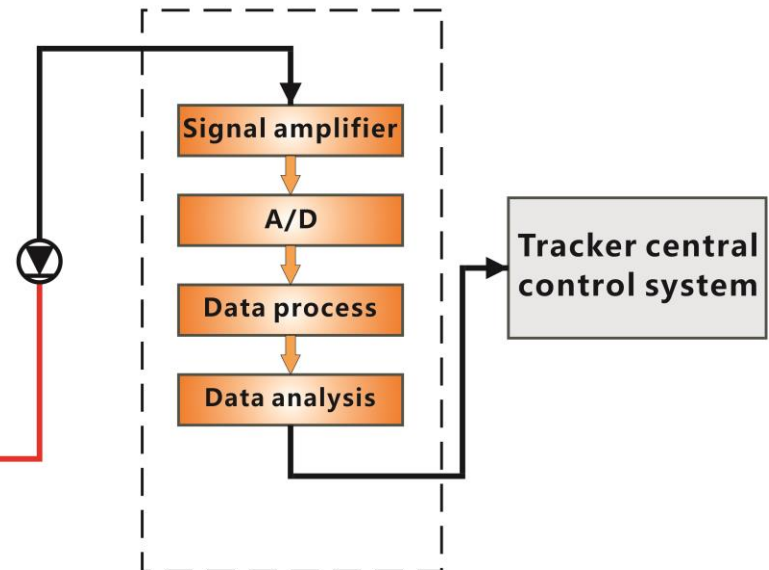 Signal amplifier
A/D
Data process
Data analysis
Tracker central
control system